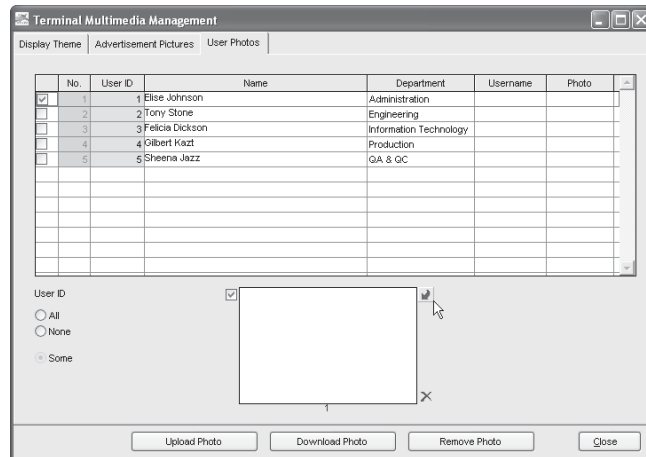 Terminal Multimedia Management
Display Theme Advertisement Pictures User Photos
No. User ID Name Department Username Photo
1 1 Elise Johnson Administration
2 2 Tony Stone Engineering
3 3 Felicia Dickson Information Technology
4 4 Gilbert Kazt Production
5 5 Sheena Jazz QA & QC
User ID
All
None
Some
1
Upload Photo Download Photo Remove Photo Close